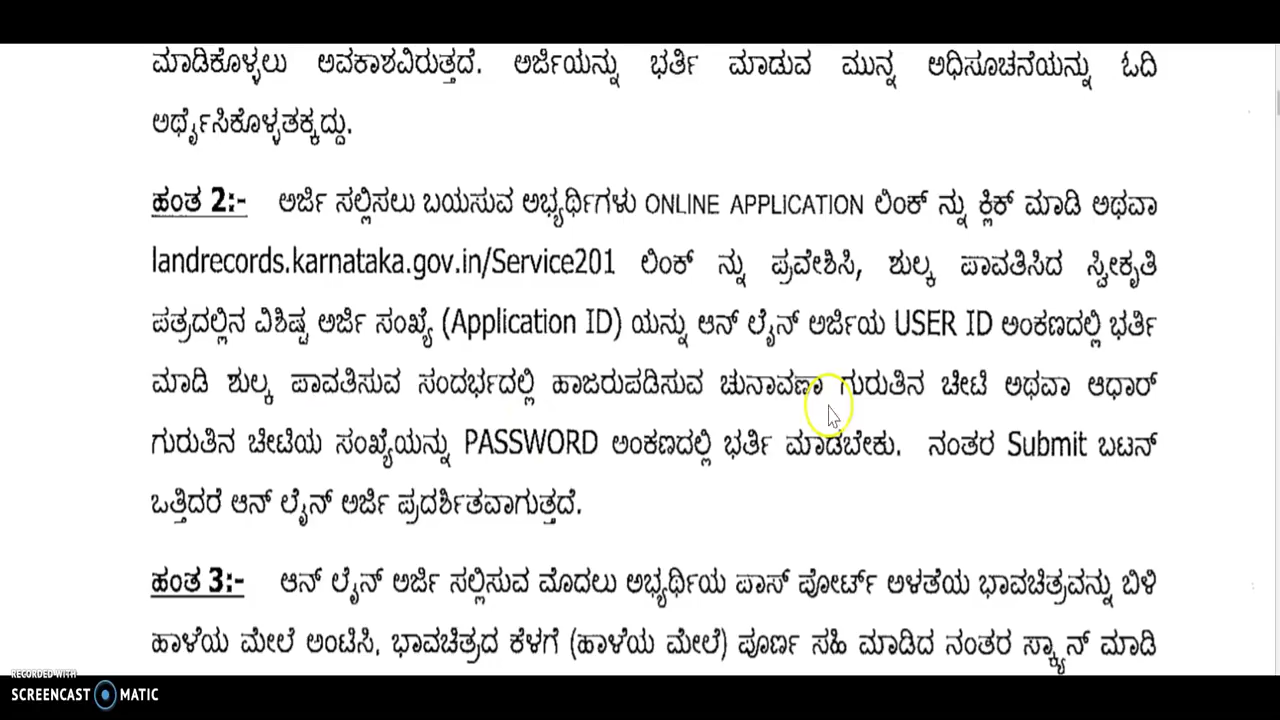 ಮಾಡಿಕೊಳ್ಳಲು ಅವಕಾಶವಿರುತ್ತದೆ. ಅರ್ಜಿಯನ್ನು ಭರ್ತಿ ಮಾಡುವ ಮುನ್ನ ಅಧಿಸೂಚನೆಯನ್ನು ಓದಿ
ಅರ್ಥೈಸಿಕೊಳ್ಳತಕ್ಕದ್ದು.
ಹಂತ 2:- ಅರ್ಜಿ ಸಲ್ಲಿಸಲು ಬಯಸುವ ಅಭ್ಯರ್ಥಿಗಳು ONLINE APPLICATION ಲಿಂಕ್ ನ್ನು ಕ್ಲಿಕ್ ಮಾಡಿ ಅಥವಾ
landrecords.karnataka.gov.in/Service201 ಲಿಂಕ್ ನ್ನು ಪ್ರವೇಶಿಸಿ, ಶುಲ್ಕ ಪಾವತಿಸಿದ ಸ್ವೀಕೃತಿ
ಪತ್ರದಲ್ಲಿನ ವಿಶಿಷ್ಟ ಅರ್ಜಿ ಸಂಖ್ಯೆ (Application ID) ಯನ್ನು ಆನ್ ಲೈನ್ ಅರ್ಜಿಯ USER ID ಅಂಕಣದಲ್ಲಿ ಭರ್ತಿ
ಮಾಡಿ ಶುಲ್ಕ ಪಾವತಿಸುವ ಸಂದರ್ಭದಲ್ಲಿ ಹಾಜರುಪಡಿಸುವ ಚುನಾವಣಾ ಗುರುತಿನ ಚೀಟಿ ಅಥವಾ ಆಧಾರ್
ಗುರುತಿನ ಚೀಟಿಯ ಸಂಖ್ಯೆಯನ್ನು PASSWORD ಅಂಕಣದಲ್ಲಿ ಭರ್ತಿ ಮಾಡಬೇಕು. ನಂತರ Submit ಬಟನ್
ಒತ್ತಿದರೆ ಆನ್ ಲೈನ್ ಅರ್ಜಿ ಪ್ರದರ್ಶಿತವಾಗುತ್ತದೆ.
ಹಂತ 3:- ಆನ್ ಲೈನ್ ಅರ್ಜಿ ಸಲ್ಲಿಸುವ ಮೊದಲು ಅಭ್ಯರ್ಥಿಯ ಪಾಸ್ ಪೋರ್ಟ್ ಅಳತೆಯ ಭಾವಚಿತ್ರವನ್ನು ಬಿಳಿ
ಹಾಳೆಯ ಮೇಲೆ ಅಂಟಿಸಿ, ಭಾವಚಿತ್ರದ ಕೆಳಗೆ (ಹಾಳೆಯ ಮೇಲೆ) ಪೂರ್ಣ ಸಹಿ ಮಾಡಿದ ನಂತರ ಸ್ಕ್ಯಾನ್ ಮಾಡಿ
RECORDED WITH
SCREENCAST MATIC